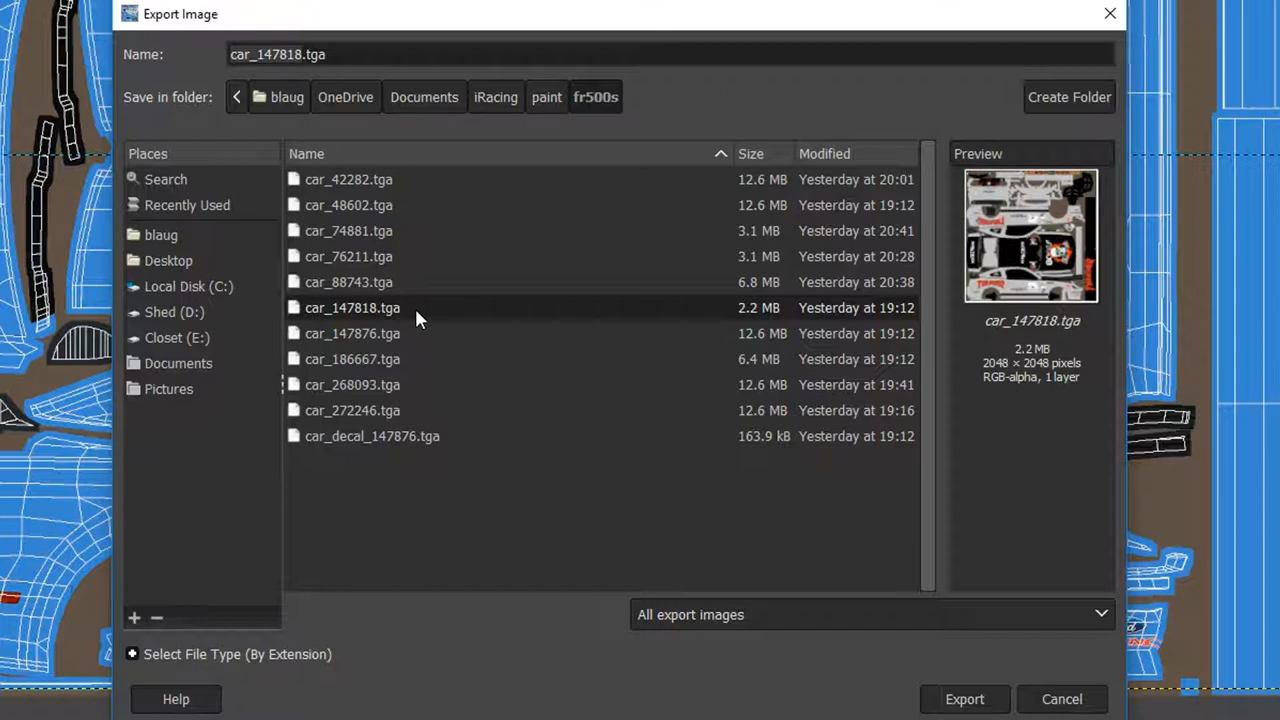 Export Image
Name: car_147818.tga
Save in folder: blaug OneDrive Documents iRacing paint fr500s Create Folder
Places Name Size Modified Preview
Search car_42282.tga 12.6 MB Yesterday at 20:01
Recently Used car_48602.tga 12.6 MB Yesterday at 19:12
car_74881.tga 3.1 MB Yesterday at 20:41
blaug
Desktop car_76211.tga 3.1 MB Yesterday at 20:28
Local Disk (C:) car_88743.tga 6.8 MB Yesterday at 20:38
Shed (D:) car_147818.tga 2.2 MB Yesterday at 19:12
Closet (E:) car_147876.tga 12.6 MB Yesterday at 19:12
Documents car_186667.tga 6.4 MB Yesterday at 19:12
Pictures car_268093.tga 12.6 MB Yesterday at 19:41
car_272246.tga 12.6 MB Yesterday at 19:16
car_decal_147876.tga 163.9 kB Yesterday at 19:12
car_147818.tga
2.2 MB
2048 × 2048 pixels
RGB-alpha, 1 layer
All export images
Select File Type (By Extension)
Help Export Cancel